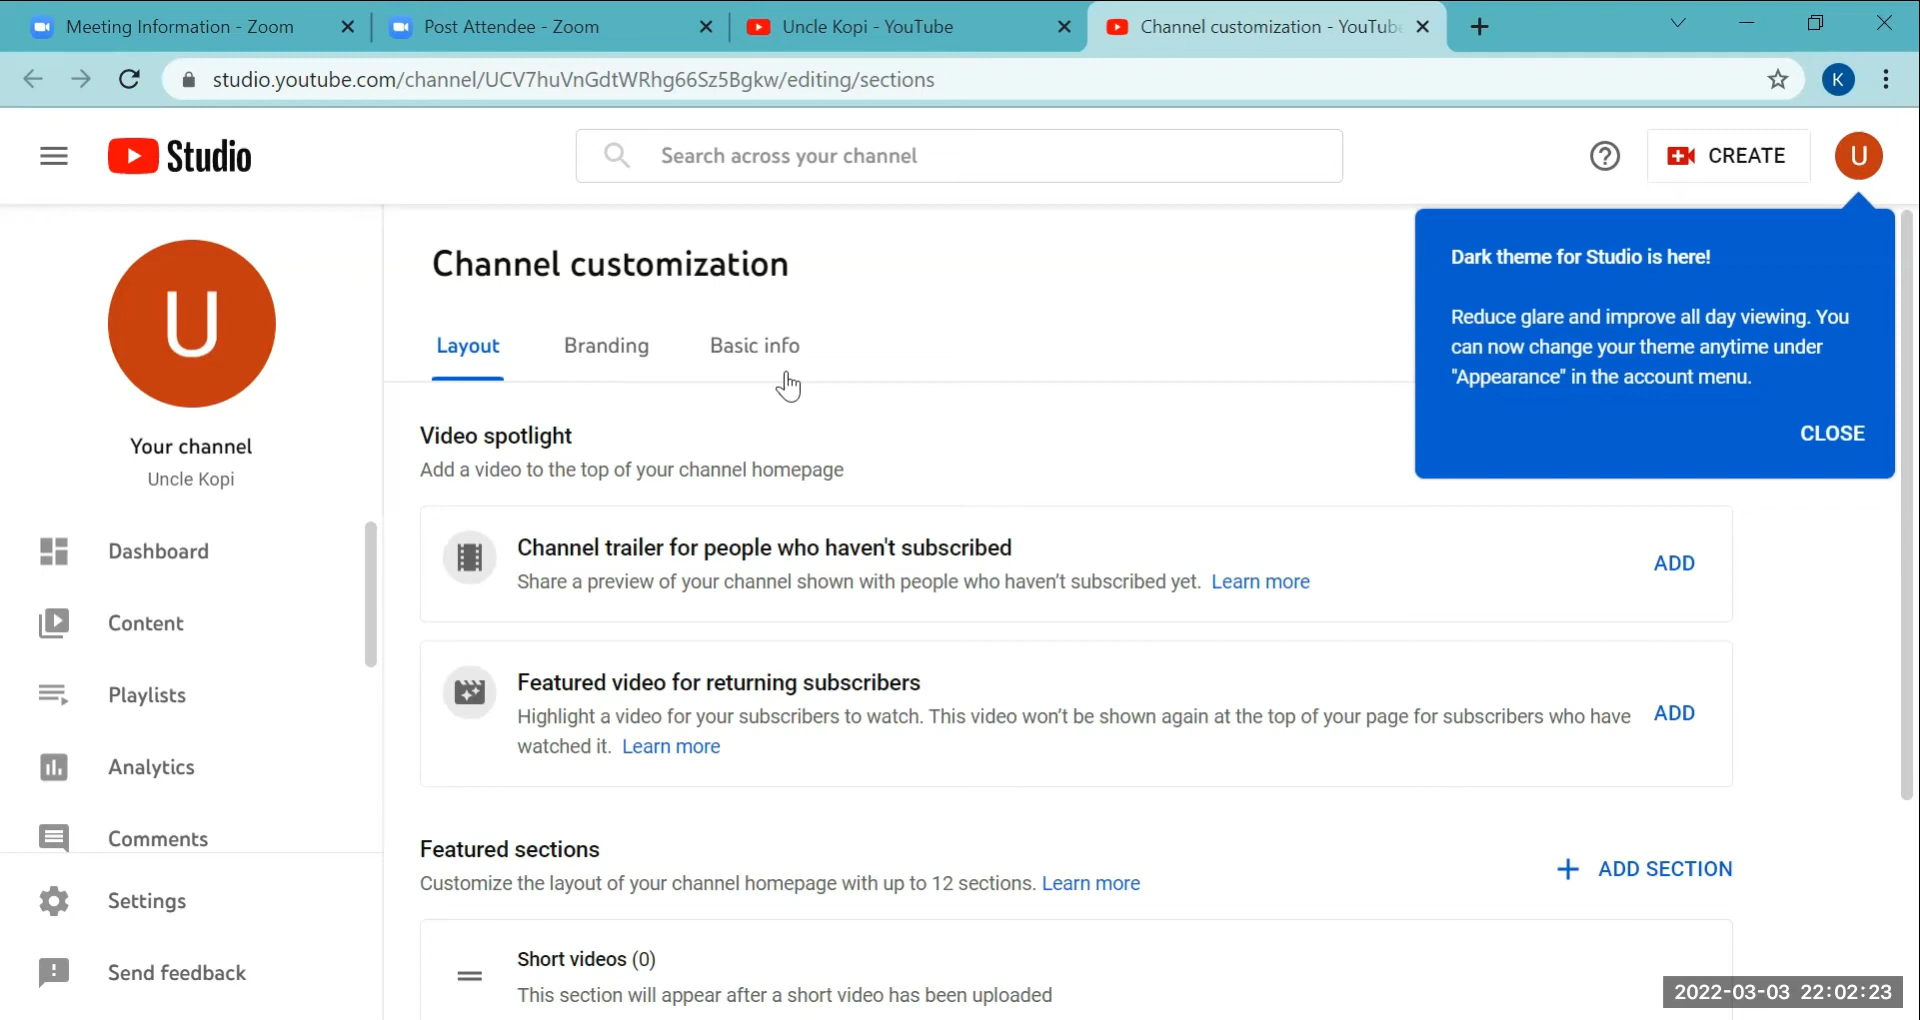 Meeting Information - Zoom
Post Attendee - Zoom
Uncle Kopi - YouTube
Channel customization - YouTube
studio.youtube.com/channel/UCV7huVnGdtWRhg66Sz5Bgkw/editing/sections
K
Studio
Search across your channel
CREATE
U
Dark theme for Studio is here!
Reduce glare and improve all day viewing. You
can now change your theme anytime under
"Appearance" in the account menu.
CLOSE
U
Your channel
Uncle Kopi
Dashboard
Content
Playlists
Analytics
Comments
Settings
Send feedback
Channel customization
Layout
Branding
Basic info
Video spotlight
Add a video to the top of your channel homepage
Channel trailer for people who haven't subscribed
Share a preview of your channel shown with people who haven't subscribed yet. Learn more
ADD
Featured video for returning subscribers
Highlight a video for your subscribers to watch. This video won't be shown again at the top of your page for subscribers who have
watched it. Learn more
ADD
Featured sections
Customize the layout of your channel homepage with up to 12 sections. Learn more
ADD SECTION
Short videos (0)
This section will appear after a short video has been uploaded
2022-03-03 22:02:23